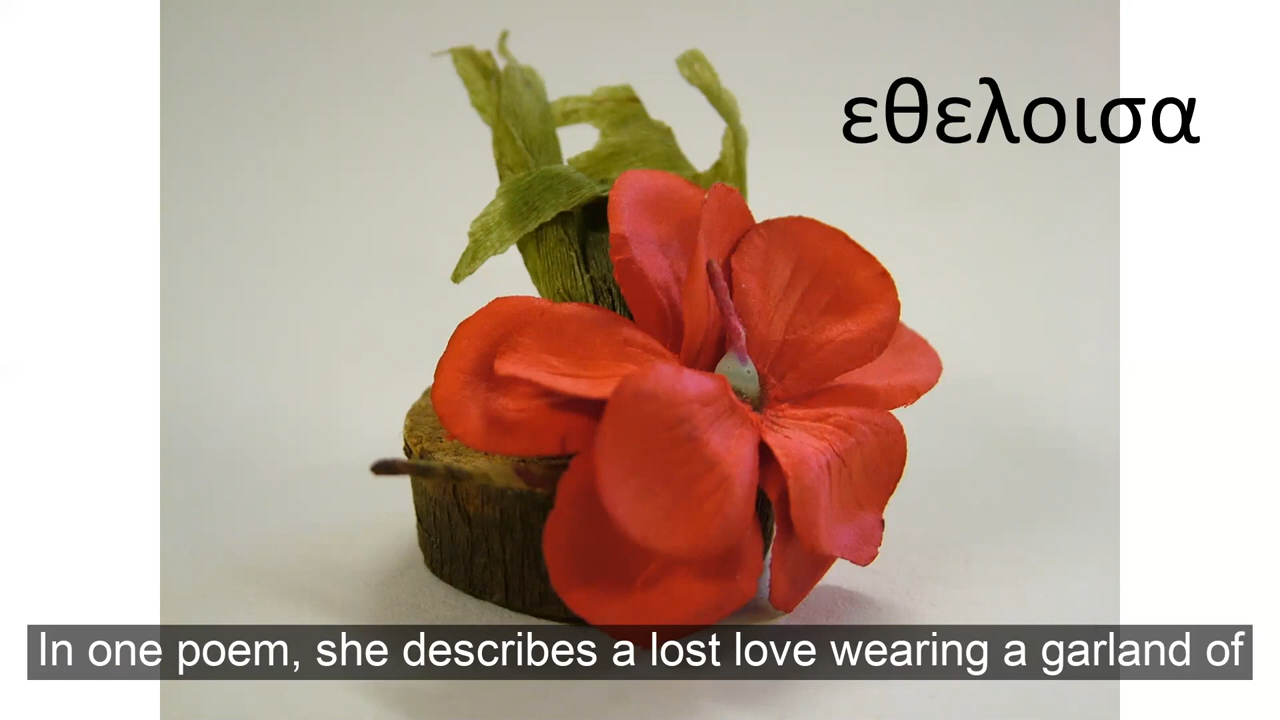 εθελοισα
In one poem, she describes a lost love wearing a garland of